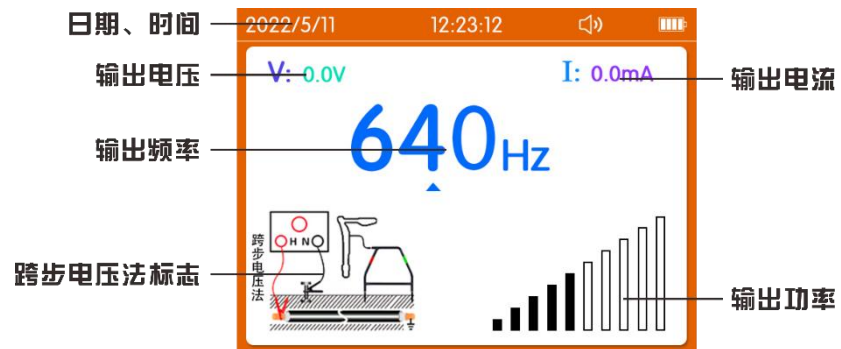 日期、时间
2022/5/11 12:23:12
输出电压
V: 0.0V
I: 0.0mA
输出电流
输出频率
640Hz
跨步电压法标志
跨步电压法
H N
输出功率